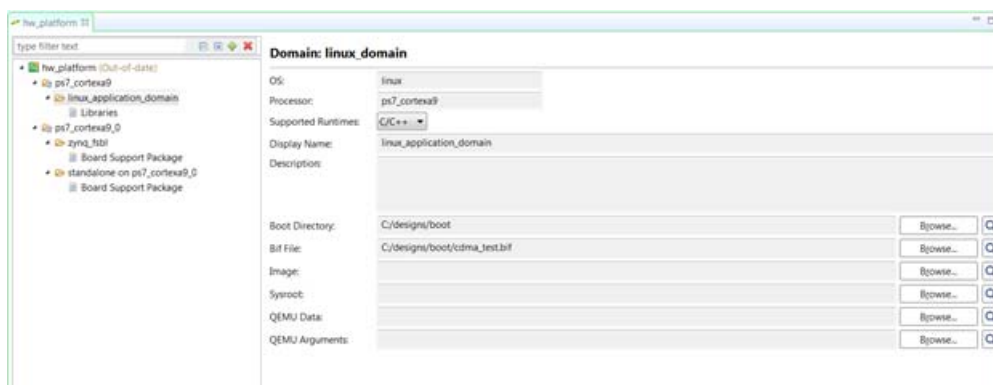 hw_platform
type filter text
hw_platform (Out-of-date)
ps7_cortexa9
linux_application_domain
Libraries
ps7_cortexa9_0
zynq_fsbl
Board Support Package
standalone on ps7_cortexa9_0
Board Support Package
Domain: linux_domain
OS: linux
Processor: ps7_cortexa9
Supported Runtimes: C/C++
Display Name: linux_application_domain
Description:
Boot Directory: C:/designs/boot Browse...
Bif File: C:/designs/boot/cdma_test.bif Browse...
Image: Browse...
Sysroot: Browse...
QEMU Data: Browse...
QEMU Arguments: Browse...